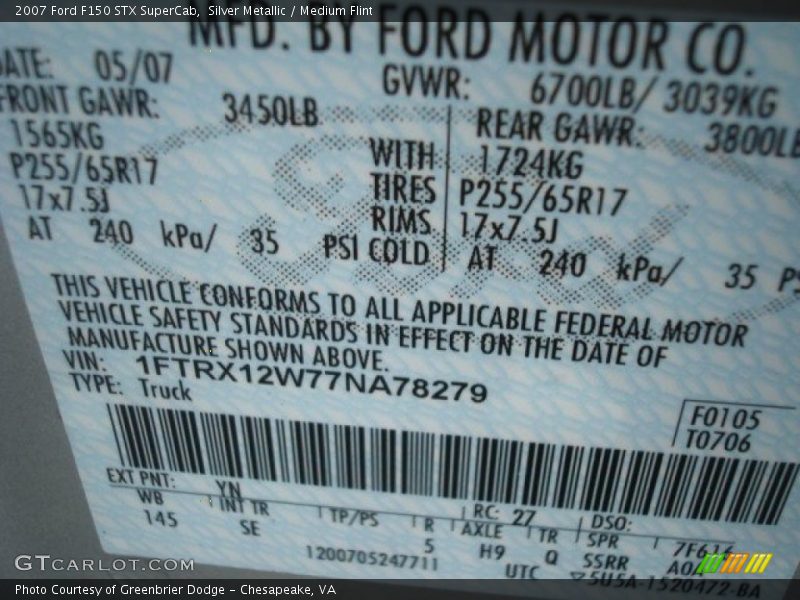 2007 Ford F150 STX SuperCab, Silver Metallic / Medium Flint
MFD. BY FORD MOTOR CO.
DATE: 05/07 GVWR: 6700LB/ 3039KG
FRONT GAWR: 3450LB REAR GAWR: 3800LB
1565KG WITH 1724KG
P255/65R17 TIRES P255/65R17
17x7.5J RIMS 17x7.5J
AT 240 kPa/ 35 PSI COLD AT 240 kPa/ 35 PS
THIS VEHICLE CONFORMS TO ALL APPLICABLE FEDERAL MOTOR
VEHICLE SAFETY STANDARDS IN EFFECT ON THE DATE OF
MANUFACTURE SHOWN ABOVE.
VIN: 1FTRX12W77NA78279
TYPE: Truck
F0105
T0706
EXT PNT: YN RC: 27 DSO:
WB INT TR TP/PS R AXLE TR SPR 7F616
145 SE 5 H9 Q SSRR
1200705247711 UTC 5U5A-1520472-BA
GTCARLOT.COM
Photo Courtesy of Greenbrier Dodge – Chesapeake, VA